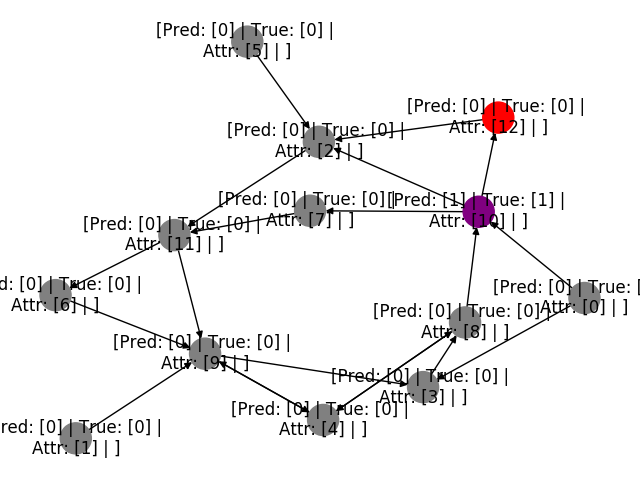 [Pred: [0] | True: [0] |
Attr: [5] | ]
[Pred: [0] | True: [0] |
Attr: [12] | ]
[Pred: [0] | True: [0] |
Attr: [2] | ]
[Pred: [0] | True: [0] |
Attr: [7] | ]
[Pred: [1] | True: [1] |
Attr: [10] | ]
[Pred: [0] | True: [0] |
Attr: [11] | ]
d: [0] | True: [0] |
Attr: [6] | ]
[Pred: [0] | True: [
Attr: [0] | ]
[Pred: [0] | True: [0] |
Attr: [8] | ]
[Pred: [0] | True: [0] |
Attr: [9] | ]
[Pred: [0] | True: [0] |
Attr: [3] | ]
[Pred: [0] | True: [0] |
Attr: [4] | ]
red: [0] | True: [0] |
Attr: [1] | ]